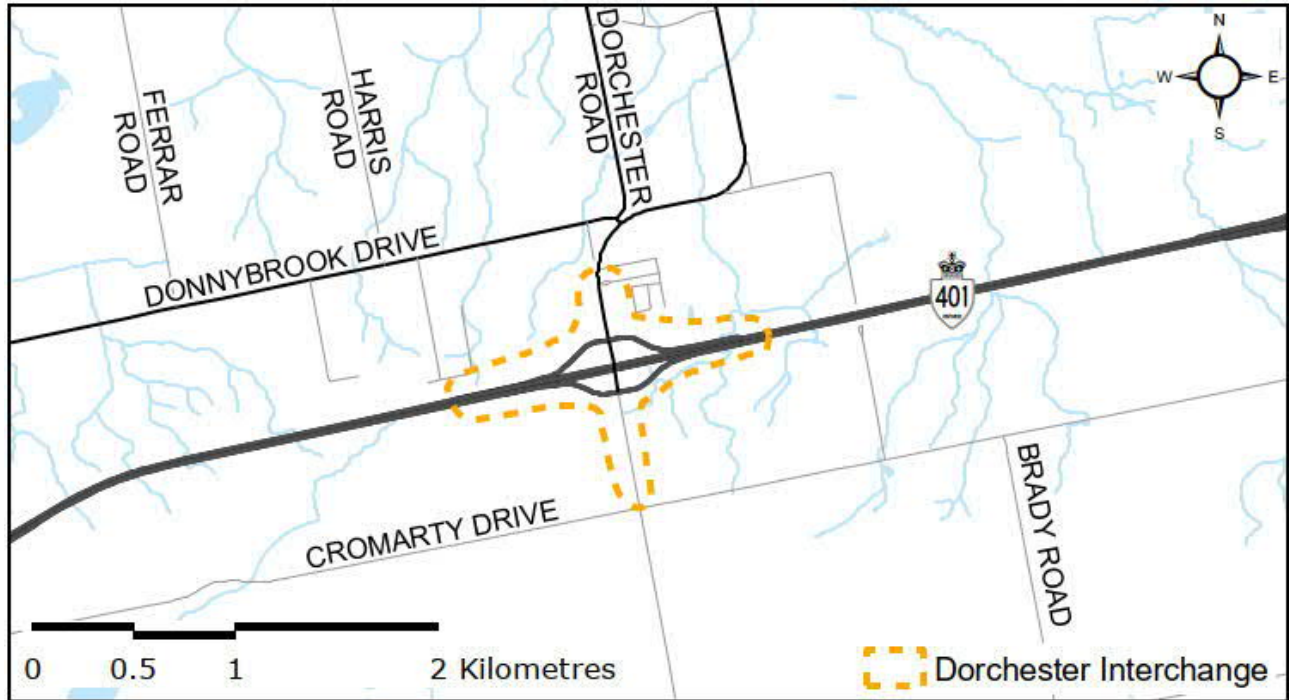 N
W E
S
DORCHESTER
ROAD
HARRIS
ROAD
FERRAR
ROAD
DONNYBROOK DRIVE
401
CROMARTY DRIVE
BRADY ROAD
0 0.5 1 2 Kilometres
Dorchester Interchange